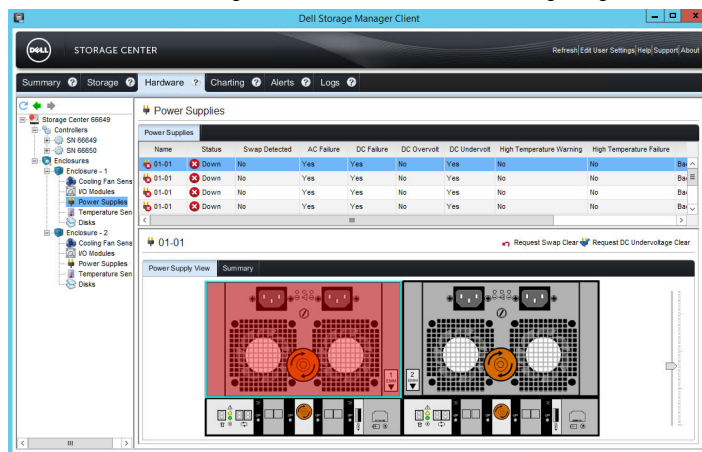 Dell Storage Manager Client
DELL
STORAGE CENTER
Refresh Edit User Settings Help Support About
Summary ? Storage ? Hardware ? Charting ? Alerts ? Logs ?
Storage Center 66649
Controllers
SN 66649
SN 66650
Enclosures
Enclosure - 1
Cooling Fan Sens
I/O Modules
Power Supplies
Temperature Sen
Disks
Enclosure - 2
Cooling Fan Sens
I/O Modules
Power Supplies
Temperature Sen
Disks
Power Supplies
Power Supplies
Name Status Swap Detected AC Failure DC Failure DC Overvolt DC Undervolt High Temperature Warning High Temperature Failure
01-01 Down No Yes Yes No Yes No No Ba
01-01 Down No Yes Yes No Yes No No Ba
01-01 Down No Yes Yes No Yes No No Ba
01-01 Down No Yes Yes No Yes No No Ba
01-01
Request Swap Clear Request DC Undervoltage Clear
Power Supply View Summary
1
2